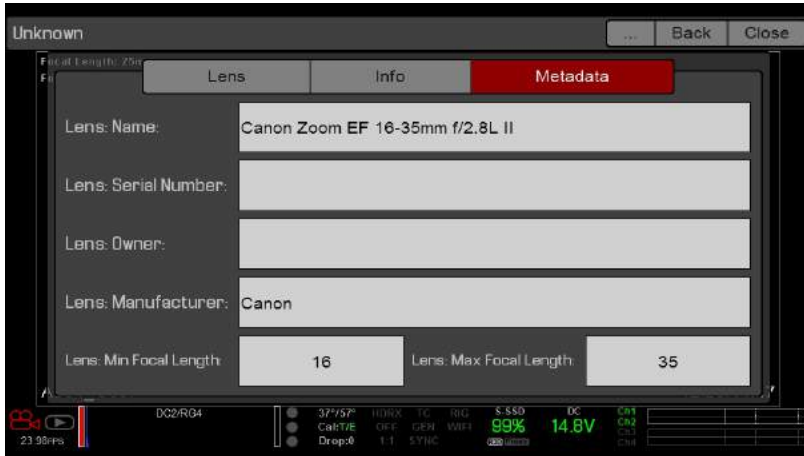 Unknown ... Back Close
Focal Length: 25m
Lens Info Metadata
Lens: Name: Canon Zoom EF 16-35mm f/2.8L II
Lens: Serial Number:
Lens: Owner:
Lens: Manufacturer: Canon
Lens: Min Focal Length: 16 Lens: Max Focal Length: 35
DC2/RG4 37°/57° HDRX TC RIG S.SSD DC Ch1
Cal:T/E OFF GEN WIFI 99% 14.8V Ch2
23.98FPS Drop:0 1:1 SYNC Ch3
Ch4